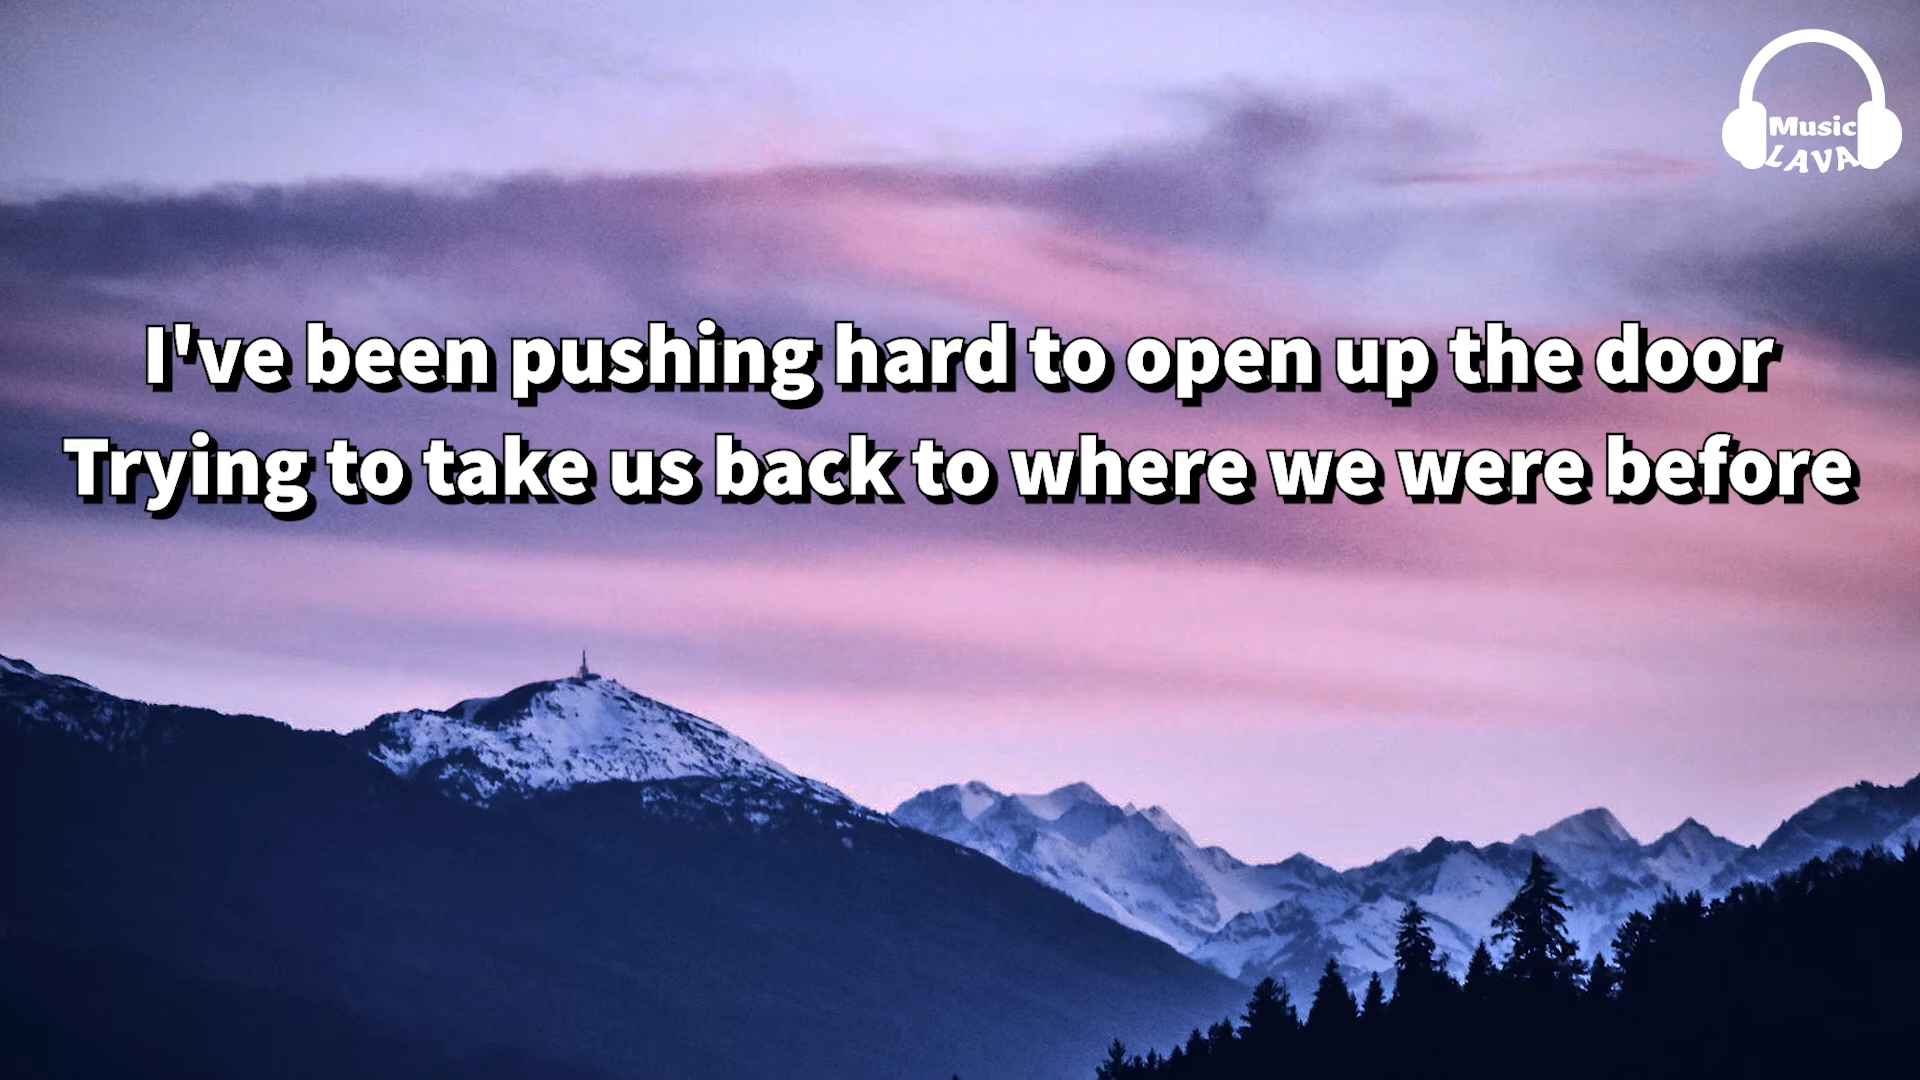 Music
LAVA
I've been pushing hard to open up the door
Trying to take us back to where we were before